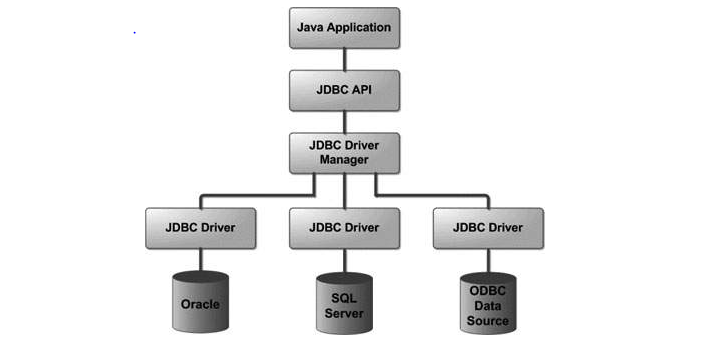 Java Application
JDBC API
JDBC Driver
Manager
JDBC Driver
JDBC Driver
JDBC Driver
Oracle
SQL
Server
ODBC
Data
Source